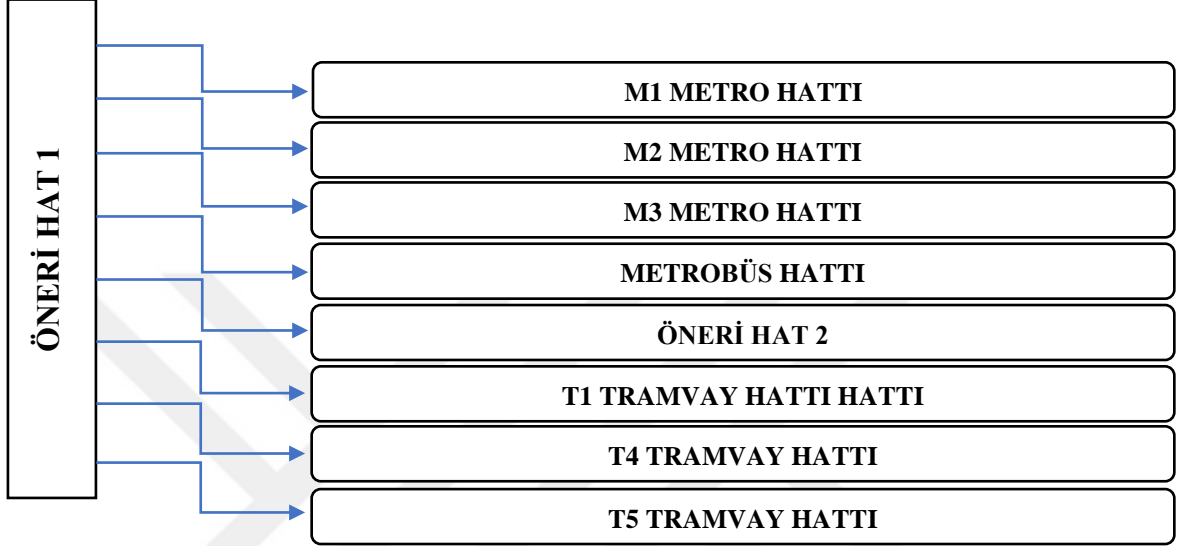 ÖNERİ HAT 1
M1 METRO HATTI
M2 METRO HATTI
M3 METRO HATTI
METROBÜS HATTI
ÖNERİ HAT 2
T1 TRAMVAY HATTI HATTI
T4 TRAMVAY HATTI
T5 TRAMVAY HATTI